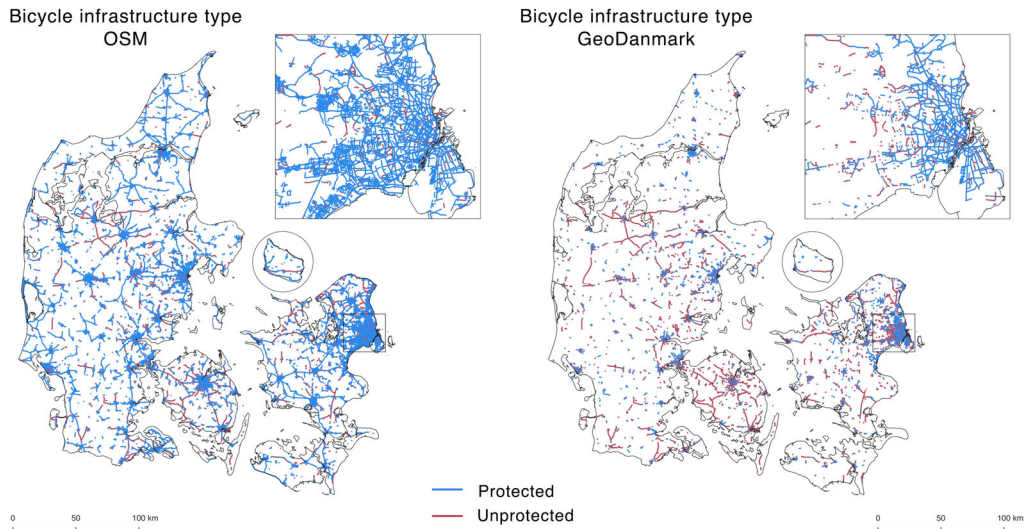 Bicycle infrastructure type
OSM
Bicycle infrastructure type
GeoDanmark
Protected
Unprotected
0 50 100 km
0 50 100 km